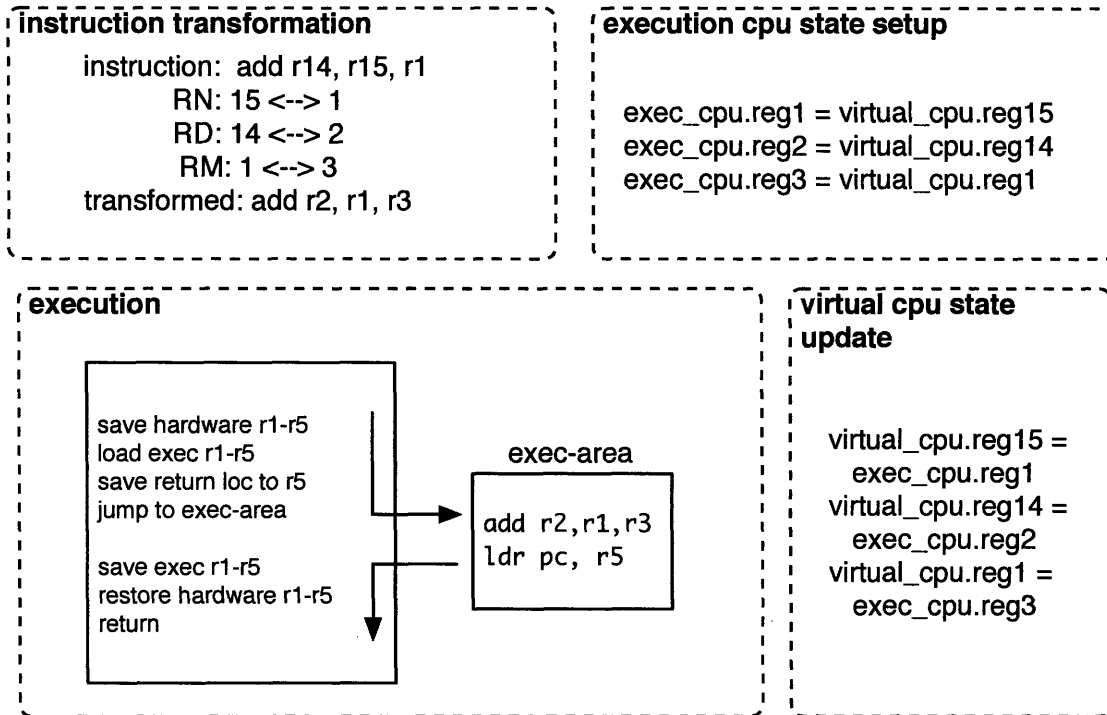 instruction transformation
instruction: add r14, r15, r1
RN: 15 <--> 1
RD: 14 <--> 2
RM: 1 <--> 3
transformed: add r2, r1, r3
execution cpu state setup
exec_cpu.reg1 = virtual_cpu.reg15
exec_cpu.reg2 = virtual_cpu.reg14
exec_cpu.reg3 = virtual_cpu.reg1
execution
save hardware r1-r5
load exec r1-r5
save return loc to r5
jump to exec-area
save exec r1-r5
restore hardware r1-r5
return
exec-area
add r2,r1,r3
ldr pc, r5
virtual cpu state
update
virtual_cpu.reg15 =
exec_cpu.reg1
virtual_cpu.reg14 =
exec_cpu.reg2
virtual_cpu.reg1 =
exec_cpu.reg3